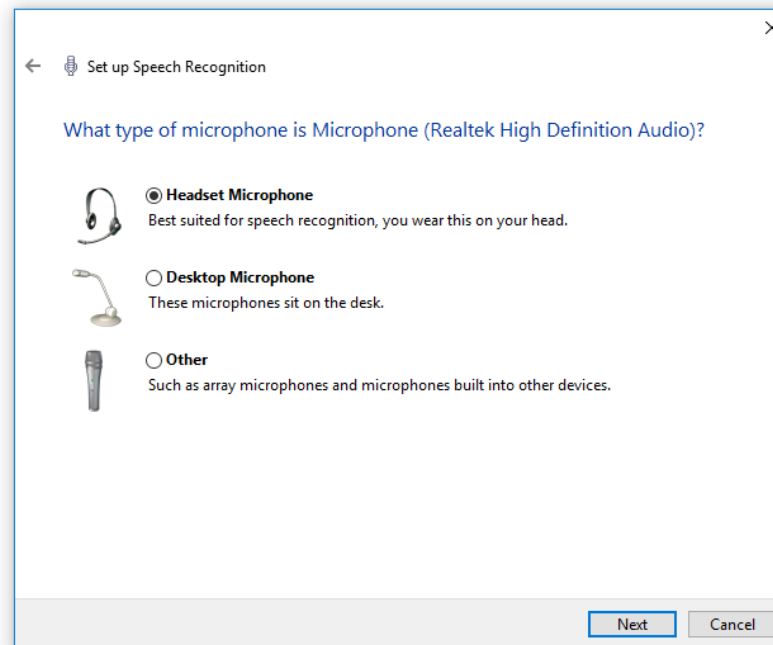 Set up Speech Recognition
What type of microphone is Microphone (Realtek High Definition Audio)?
Headset Microphone
Best suited for speech recognition, you wear this on your head.
Desktop Microphone
These microphones sit on the desk.
Other
Such as array microphones and microphones built into other devices.
Next Cancel